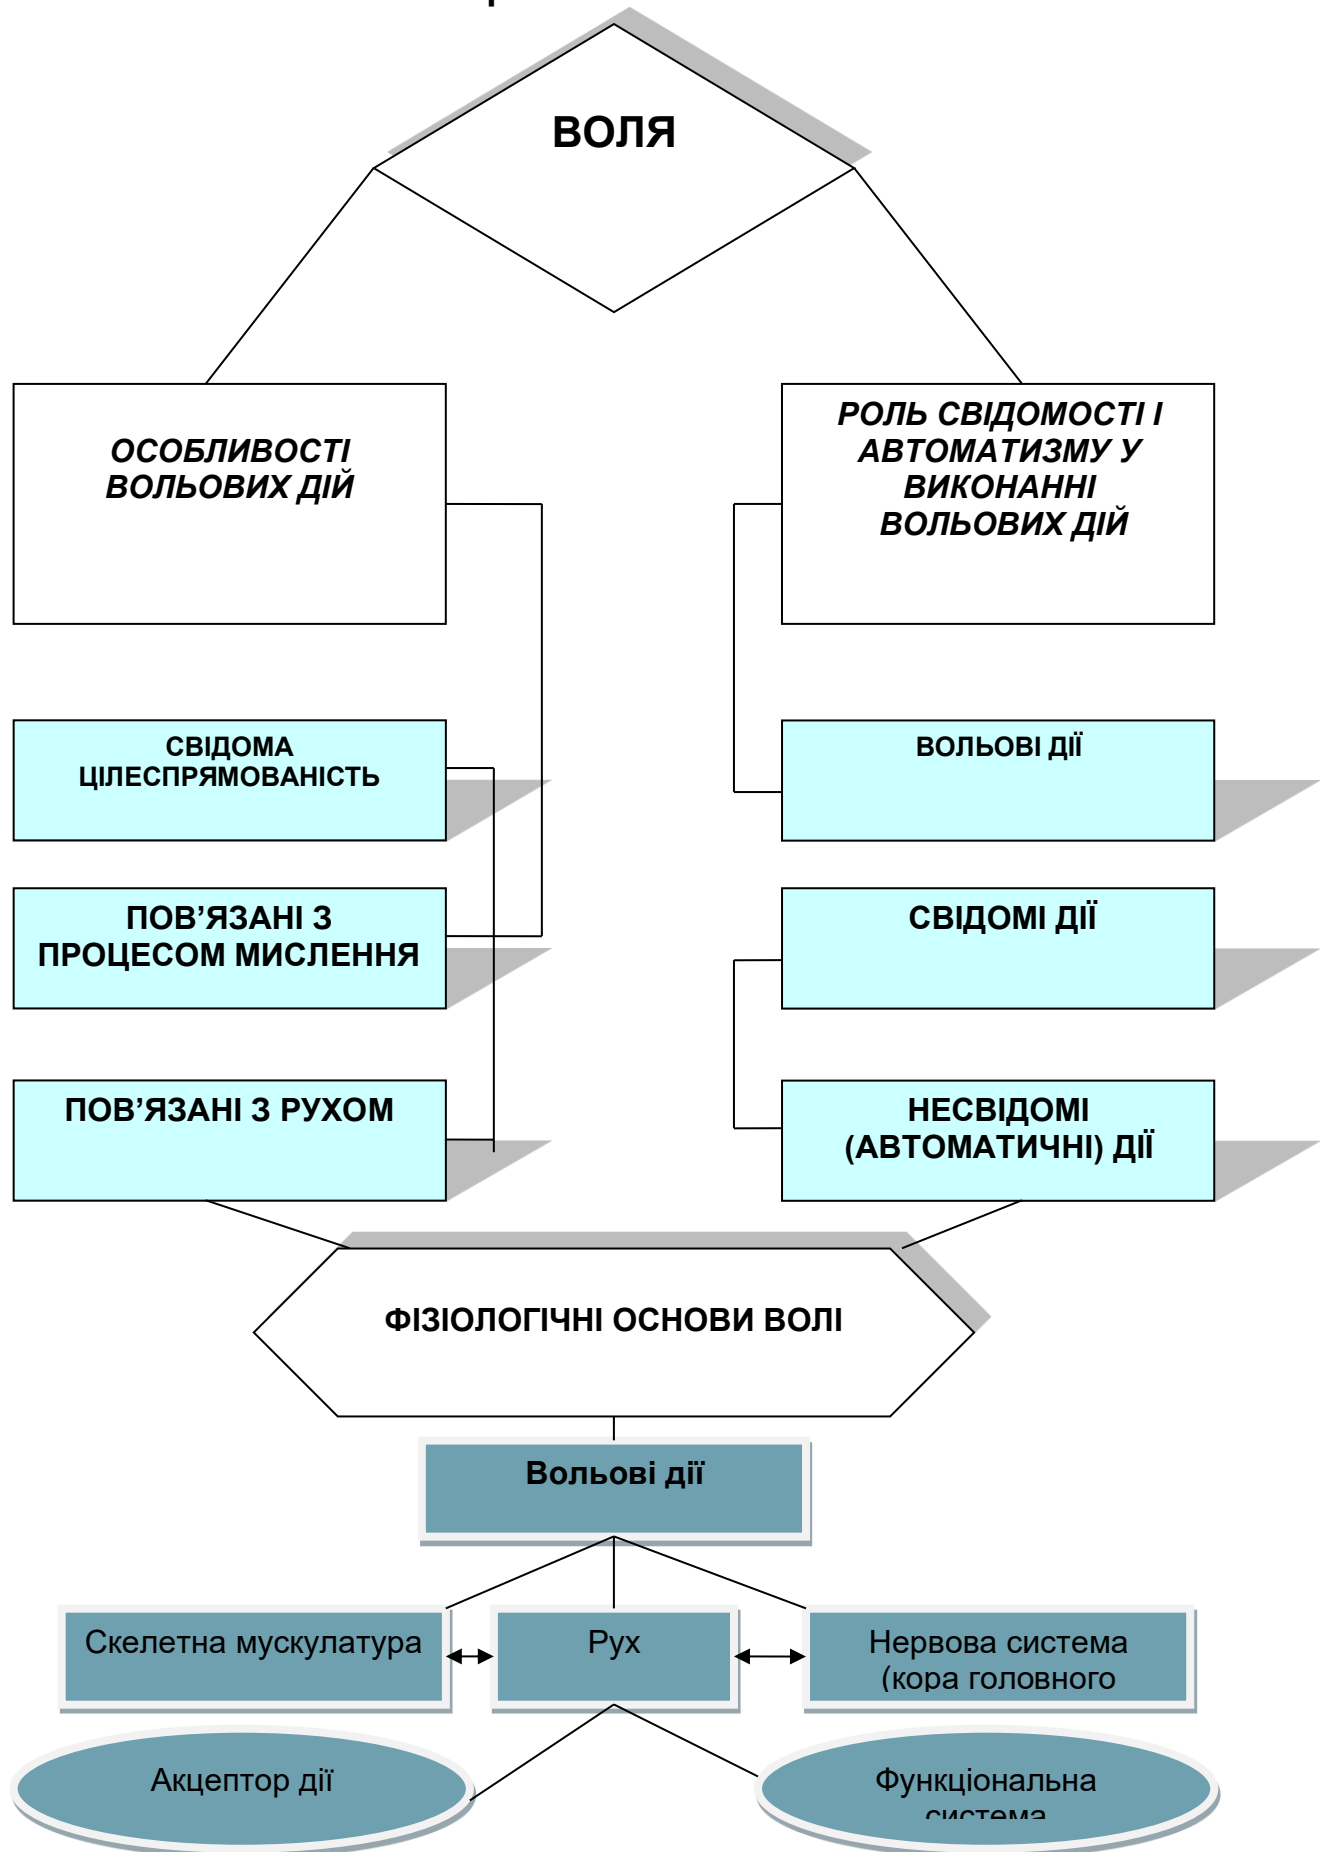 ВОЛЯ
ОСОБЛИВОСТІ
ВОЛЬОВИХ ДІЙ
РОЛЬ СВІДОМОСТІ І
АВТОМАТИЗМУ У
ВИКОНАННІ
ВОЛЬОВИХ ДІЙ
СВІДОМА
ЦІЛЕСПРЯМОВАНІСТЬ
ВОЛЬОВІ ДІЇ
ПОВ’ЯЗАНІ З
ПРОЦЕСОМ МИСЛЕННЯ
СВІДОМІ ДІЇ
ПОВ’ЯЗАНІ З РУХОМ
НЕСВІДОМІ
(АВТОМАТИЧНІ) ДІЇ
ФІЗІОЛОГІЧНІ ОСНОВИ ВОЛІ
Вольові дії
Скелетна мускулатура
Рух
Нервова система
(кора головного
Акцептор дії
Функціональна
система